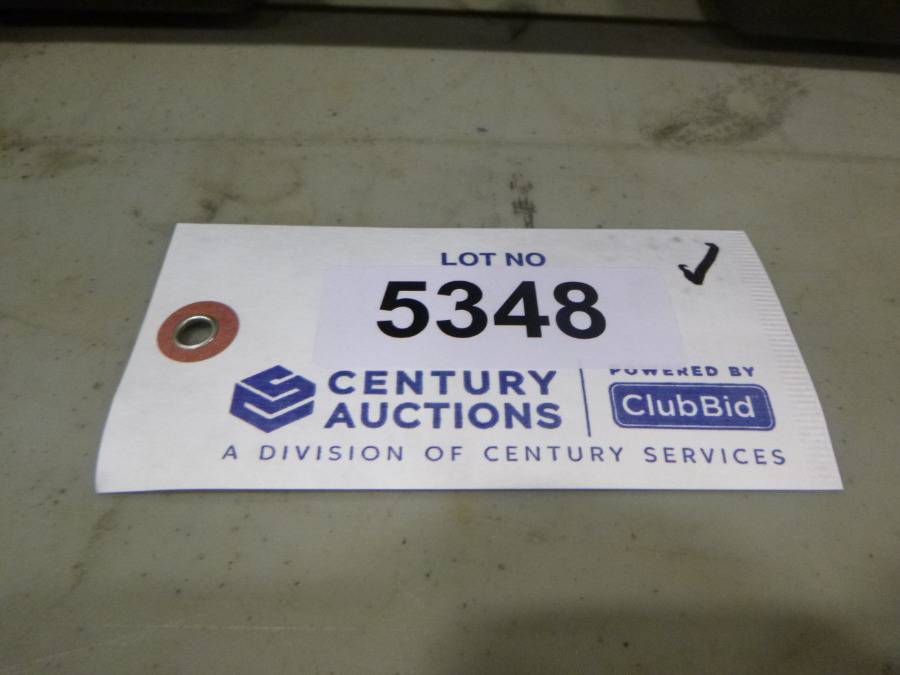 LOT NO
5348
CENTURY
AUCTIONS
POWERED BY
ClubBid
A DIVISION OF CENTURY SERVICES